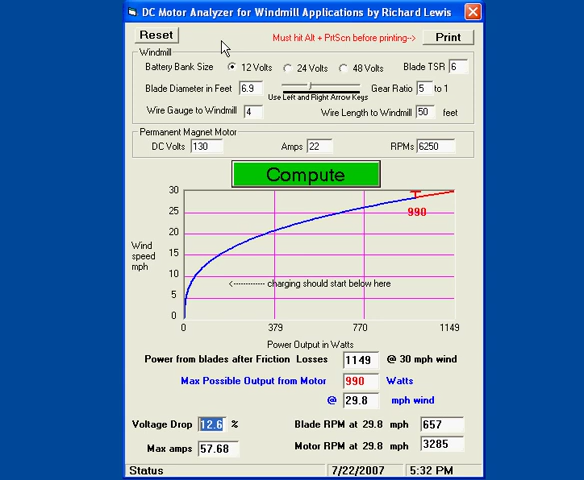 DC Motor Analyzer for Windmill Applications by Richard Lewis
Reset
Must hit Alt + PrtScn before printing-->
Print
Windmill
Battery Bank Size 12 Volts 24 Volts 48 Volts Blade TSR 6
Blade Diameter in Feet 6.9 Gear Ratio 5 to 1
Use Left and Right Arrow Keys
Wire Gauge to Windmill 4 Wire Length to Windmill 50 feet
Permanent Magnet Motor
DC Volts 130 Amps 22 RPMs 6250
Compute
30
990
25
20
Wind speed mph
15
10
<----------- charging should start below here
5
0
0 379 770 1149
Power Output in Watts
Power from blades after Friction Losses 1149 @ 30 mph wind
Max Possible Output from Motor 990 Watts
@ 29.8 mph wind
Voltage Drop 12.6 % Blade RPM at 29.8 mph 657
Max amps 57.68 Motor RPM at 29.8 mph 3285
Status 7/22/2007 5:32 PM